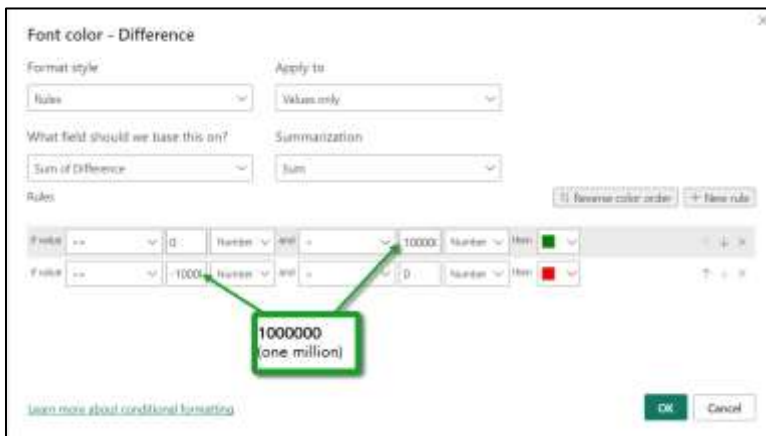 Font color - Difference
Format style
Apply to
Rules
Values only
What field should we base this on?
Summarization
Sum of Difference
Sum
Rules
Reverse color order
+ New rule
If value >= 0 Number and < 10000 Number then
If value >= -1000 Number and < 0 Number then
1000000
(one million)
Learn more about conditional formatting
OK
Cancel